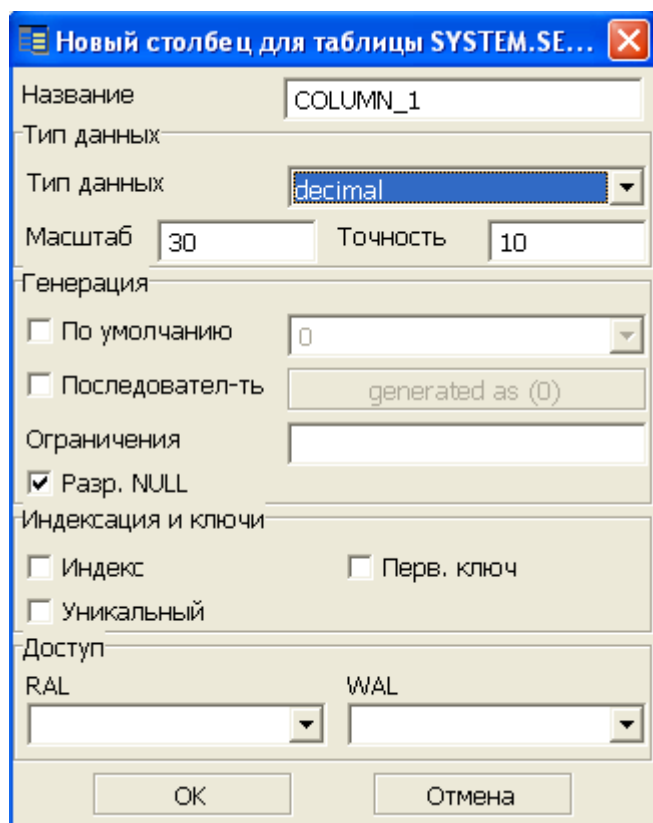 Новый столбец для таблицы SYSTEM.SE...
Название COLUMN_1
Тип данных
Тип данных decimal
Масштаб 30 Точность 10
Генерация
По умолчанию 0
Последовател-ть generated as (0)
Ограничения
Разр. NULL
Индексация и ключи
Индекс Перв. ключ
Уникальный
Доступ
RAL WAL
OK Отмена